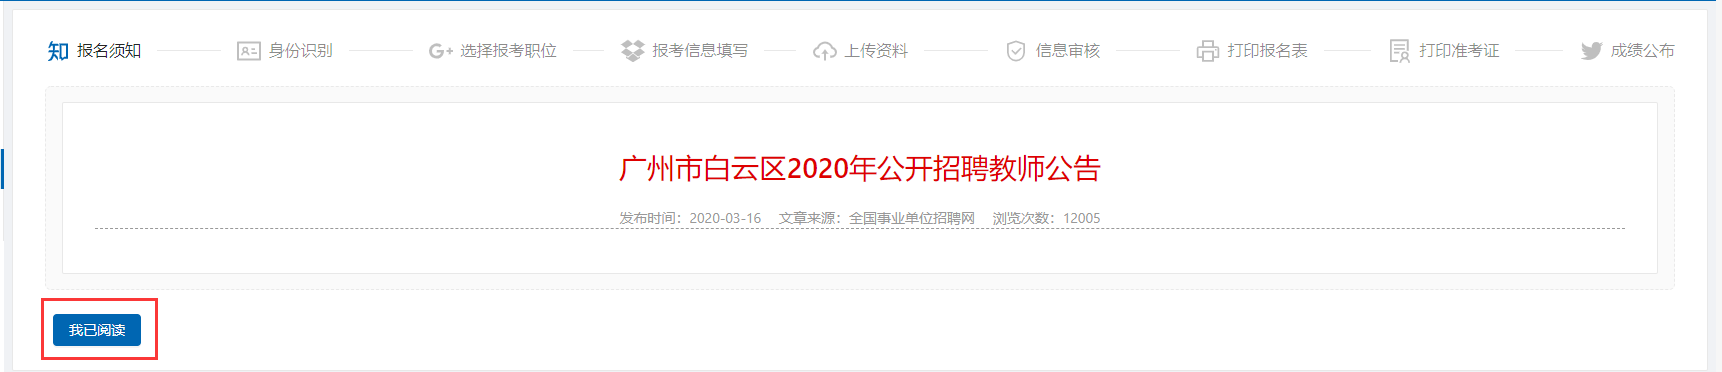 知 报名须知 身份识别 G+ 选择报考职位 报考信息填写 上传资料 信息审核 打印报名表 打印准考证 成绩公布
广州市白云区2020年公开招聘教师公告
发布时间：2020-03-16 文章来源：全国事业单位招聘网 浏览次数：12005
我已阅读